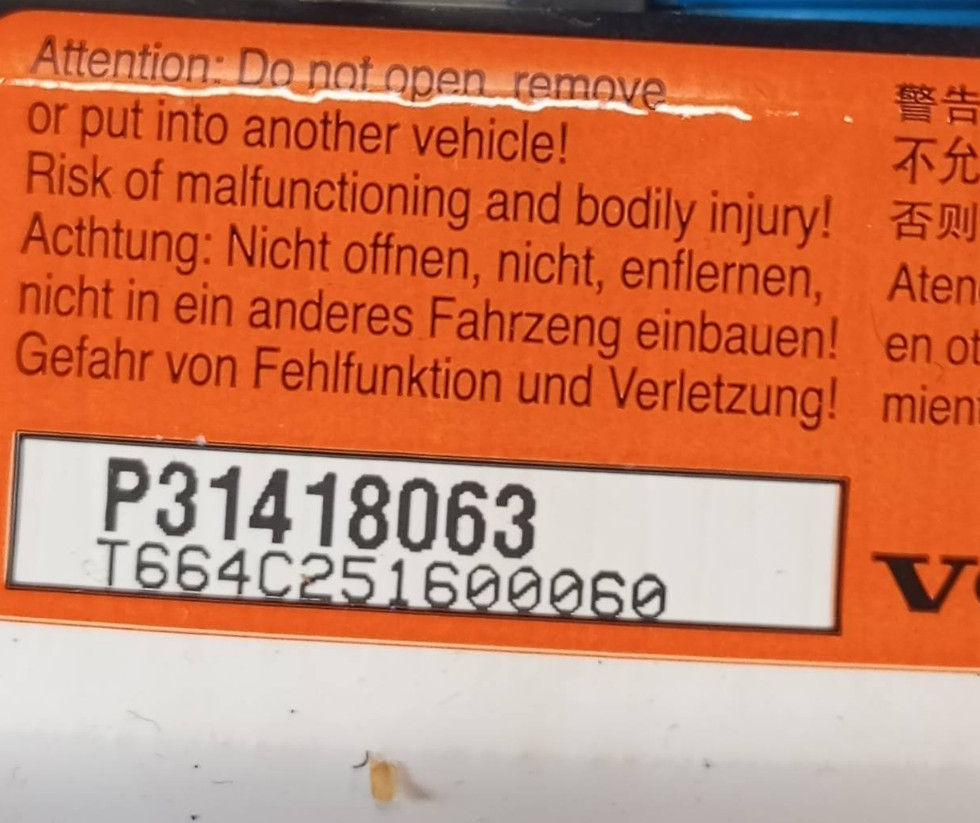 Attention: Do not open, remove
or put into another vehicle!
Risk of malfunctioning and bodily injury!
Acthtung: Nicht offnen, nicht, enflernen,
nicht in ein anderes Fahrzeng einbauen!
Gefahr von Fehlfunktion und Verletzung!
警告
不允
否则
Aten
en ot
mient
P31418063
T664C251600060
V